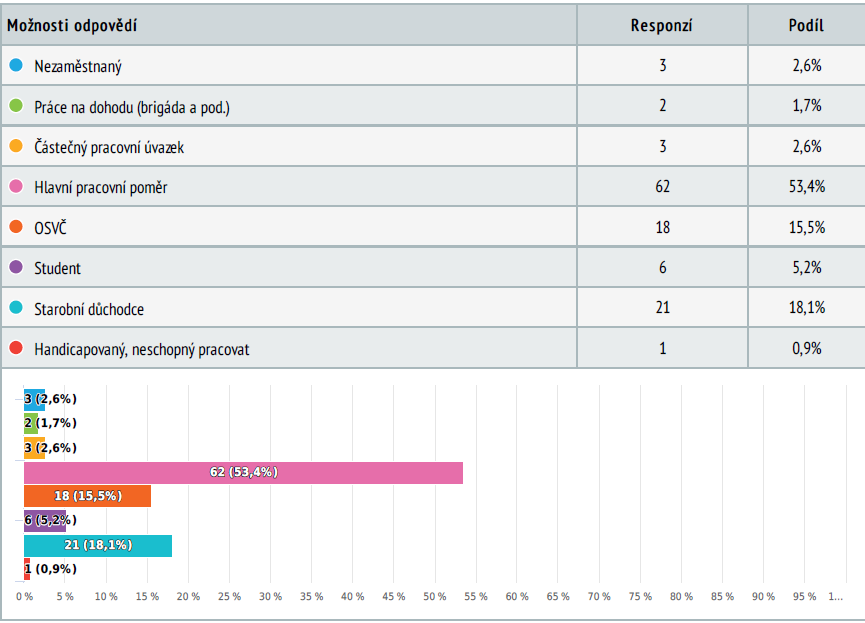 Možnosti odpovědí Responzí Podíl
Nezaměstnaný 3 2,6%
Práce na dohodu (brigáda a pod.) 2 1,7%
Částečný pracovní úvazek 3 2,6%
Hlavní pracovní poměr 62 53,4%
OSVČ 18 15,5%
Student 6 5,2%
Starobní důchodce 21 18,1%
Handicapovaný, neschopný pracovat 1 0,9%
3 (2,6%)
2 (1,7%)
3 (2,6%)
62 (53,4%)
18 (15,5%)
6 (5,2%)
21 (18,1%)
1 (0,9%)
0 % 5 % 10 % 15 % 20 % 25 % 30 % 35 % 40 % 45 % 50 % 55 % 60 % 65 % 70 % 75 % 80 % 85 % 90 % 95 % 1...